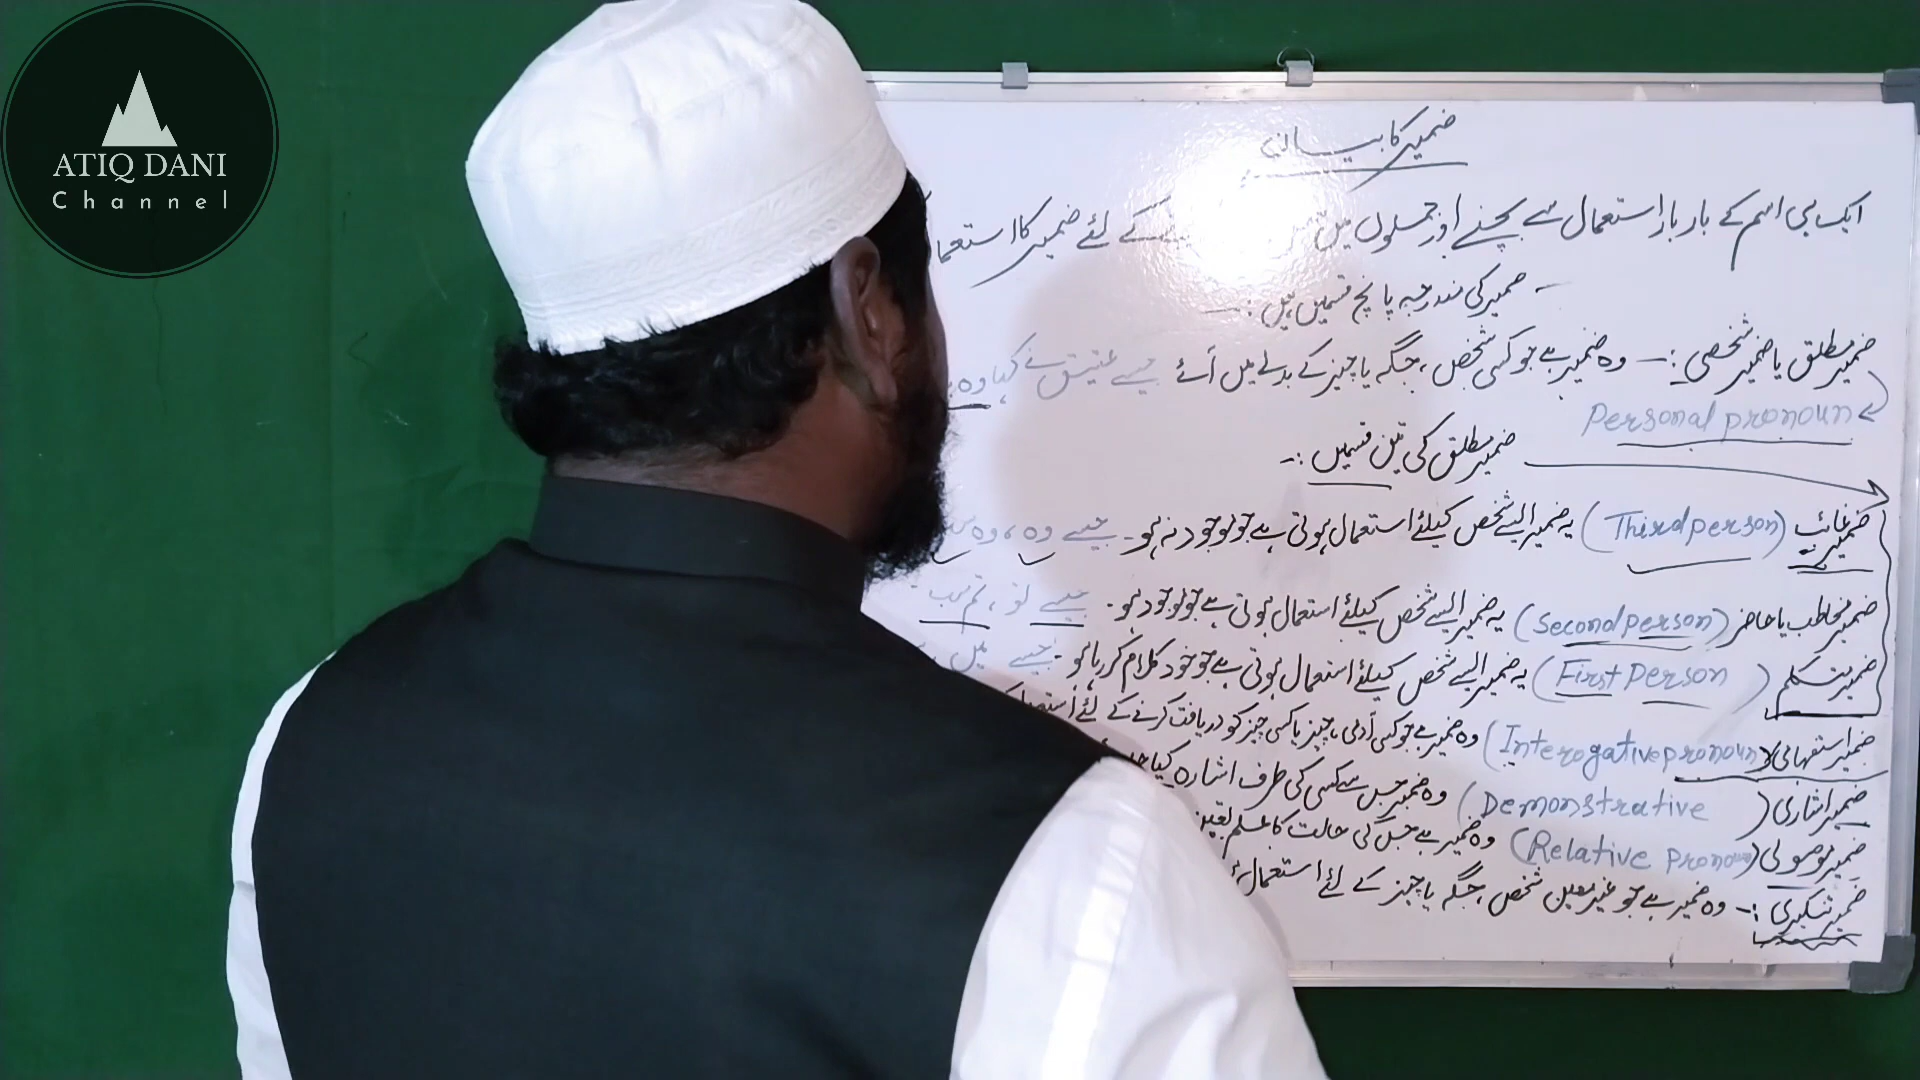 ATIQ DANI
Channel
ضمیر کا بیان
ایک ہی اسم کے بار بار استعمال سے بچنے اور جملوں میں کے لئے ضمیر کا استعما
ضمیر کی مندرجہ پانچ قسمیں ہیں :-
ضمیر مطلق یا ضمیر شخصی :- وہ ضمیر ہے جو کسی شخص ، جگہ یا چیز کے بدلے میں آئے جیسے عتیق نے کہا وہ
Personal pronoun
ضمیر مطلق کی تین قسمیں :-
ضمیر غائب (Third person) یہ ضمیر ایسے شخص کیلئے استعمال ہوتی ہے جو موجود نہ ہو۔ جیسے وہ ، وہ سب
ضمیر مخاطب یا حاضر (Second person) یہ ضمیر ایسے شخص کیلئے استعمال ہوتی ہے جو موجود ہو۔ جیسے تو ، تم سب
ضمیر متکلم (First Person) یہ ضمیر ایسے شخص کیلئے استعمال ہوتی ہے جو خود کلام کر رہا ہو۔ جیسے میں
ضمیر استفہامی (Interogative pronoun) وہ ضمیر ہے جو کسی آدمی ، چیز یا کسی چیز کو دریافت کرنے کے لئے استعمال
ضمیر اشاری (Demonstrative) وہ ضمیر جس سے کسی کی طرف اشارہ کیا
ضمیر موصولی (Relative pronoun) وہ ضمیر ہے جس کی حالت کا علم
ضمیر تنکیری :- وہ ضمیر ہے جو غیر معین شخص ، جگہ یا چیز کے لئے استعمال